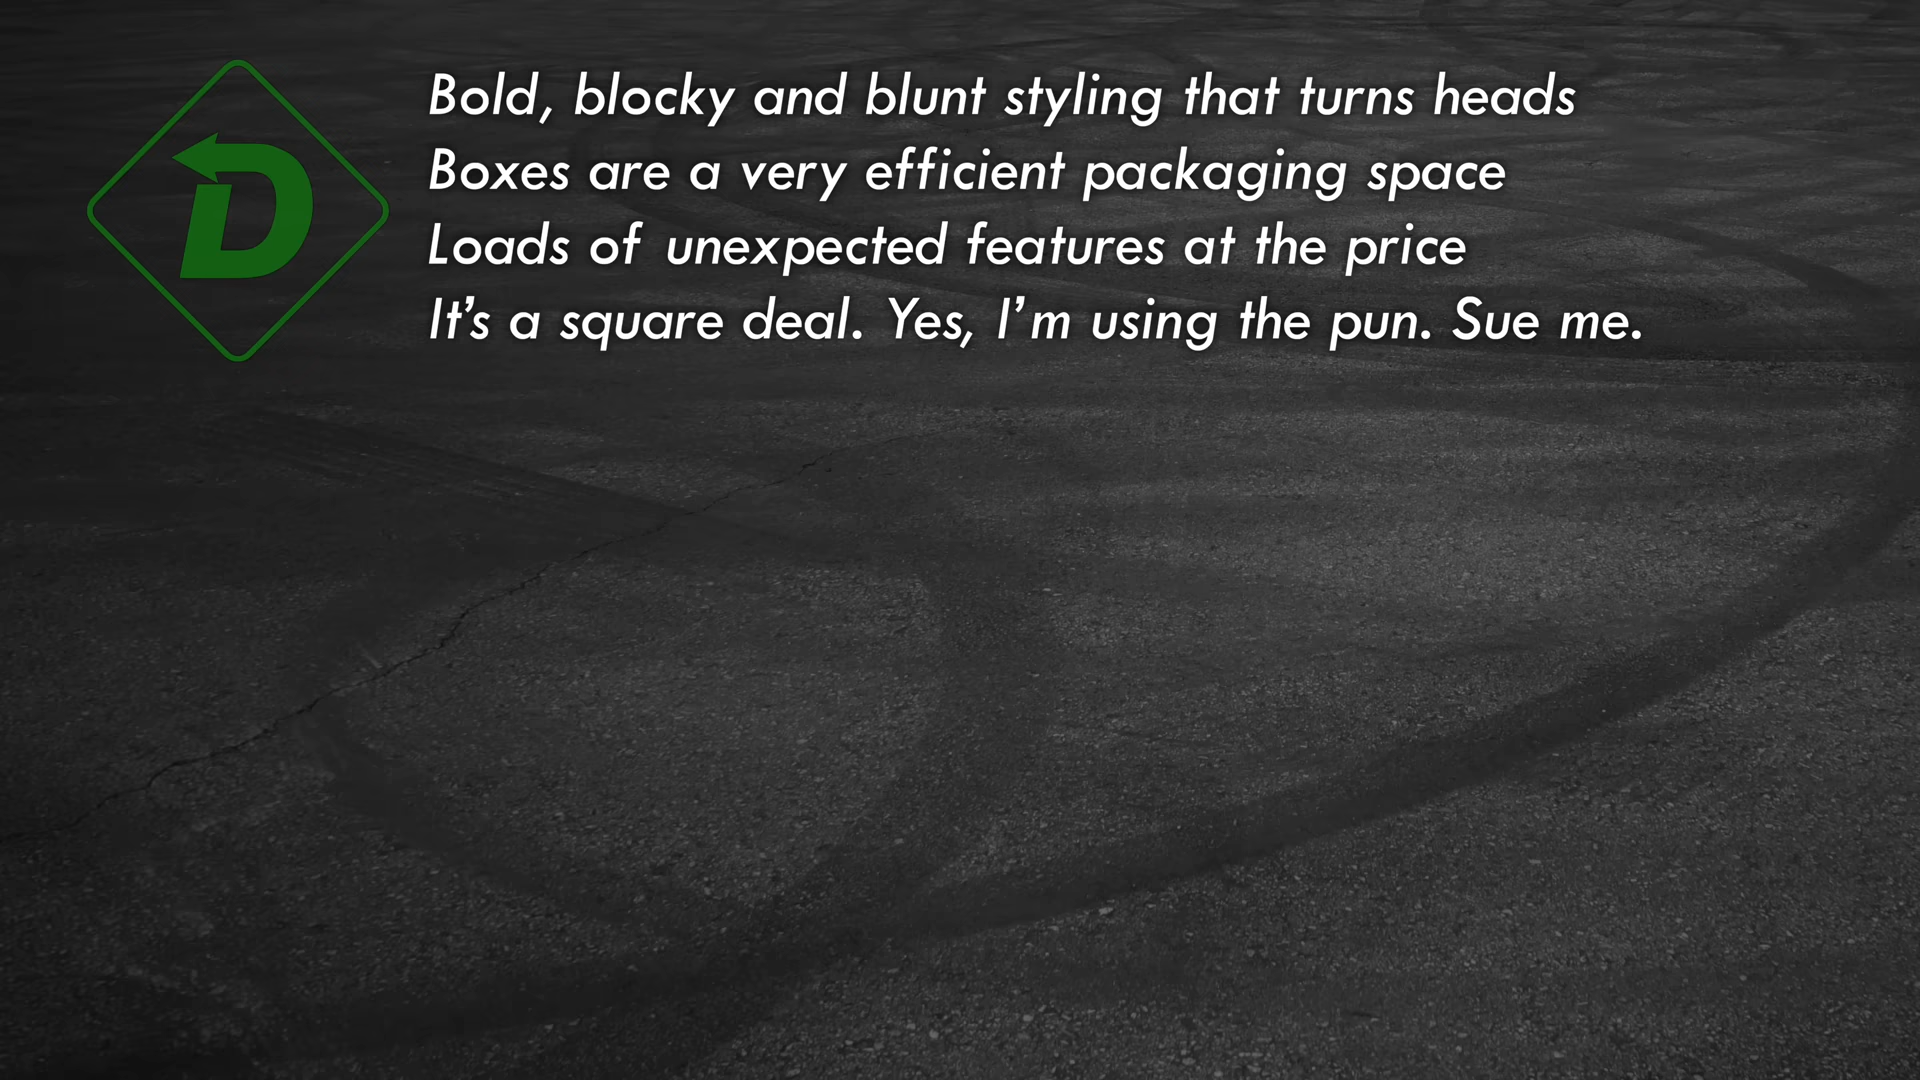 D
Bold, blocky and blunt styling that turns heads
Boxes are a very efficient packaging space
Loads of unexpected features at the price
It’s a square deal. Yes, I’m using the pun. Sue me.